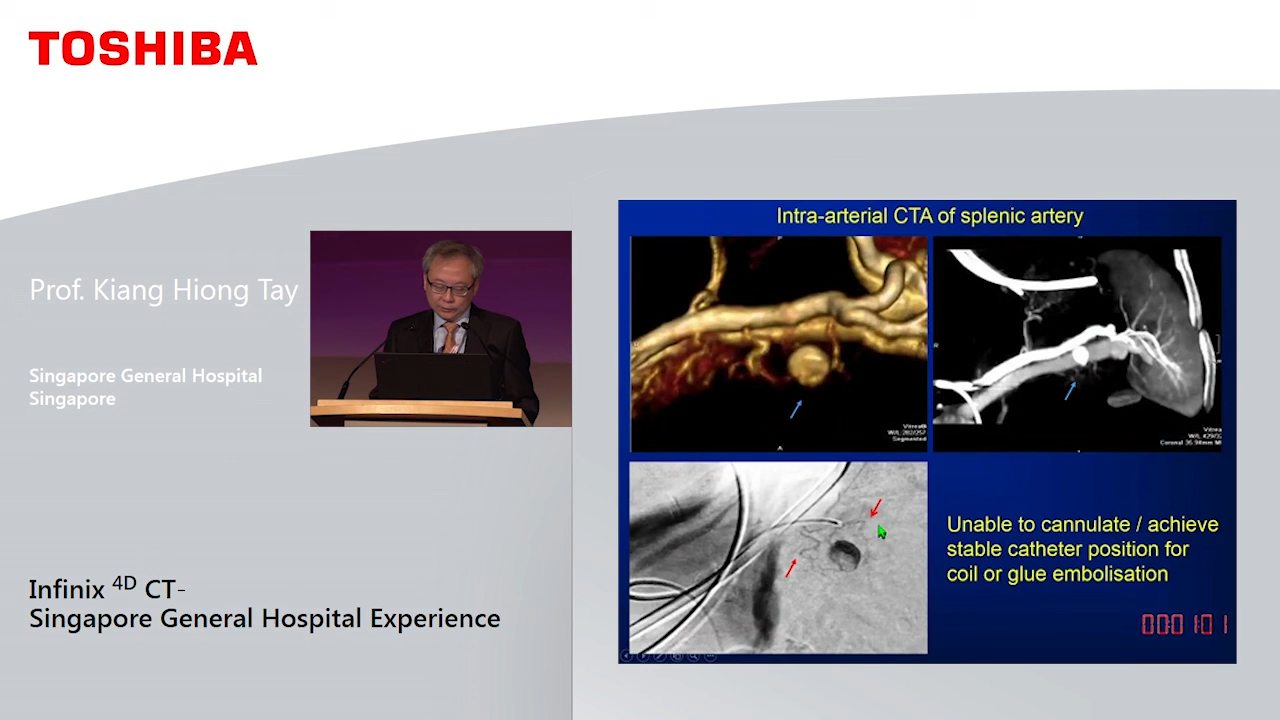 TOSHIBA
Prof. Kiang Hiong Tay
Singapore General Hospital
Singapore
Infinix 4D CT-
Singapore General Hospital Experience
Intra-arterial CTA of splenic artery
Segmented
Unable to cannulate / achieve
stable catheter position for
coil or glue embolisation